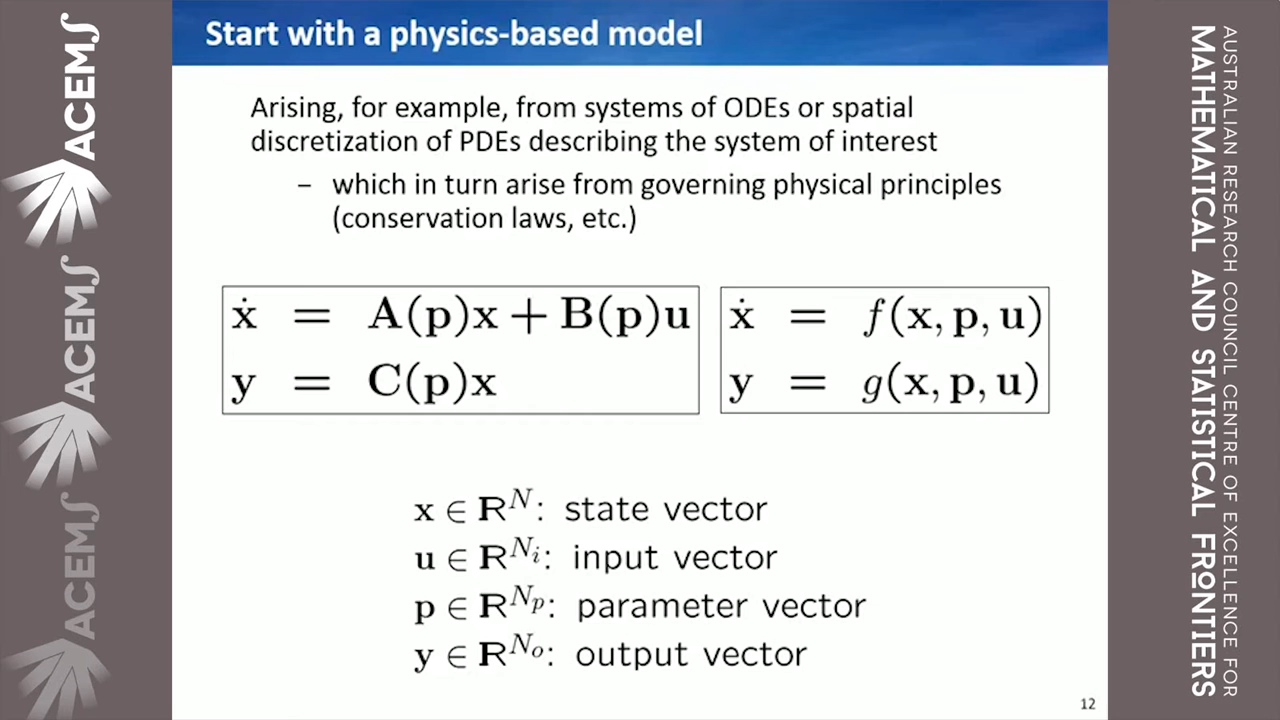 Start with a physics-based model
Arising, for example, from systems of ODEs or spatial
discretization of PDEs describing the system of interest
– which in turn arise from governing physical principles
(conservation laws, etc.)
ẋ = A(p)x + B(p)u
y = C(p)x
ẋ = f(x, p, u)
y = g(x, p, u)
x ∈ R^N: state vector
u ∈ R^{N_i}: input vector
p ∈ R^{N_p}: parameter vector
y ∈ R^{N_o}: output vector
12
ACEMS
ACEMS
ACEMS
AUSTRALIAN RESEARCH COUNCIL CENTRE OF EXCELLENCE FOR
MATHEMATICAL AND STATISTICAL FRONTIERS